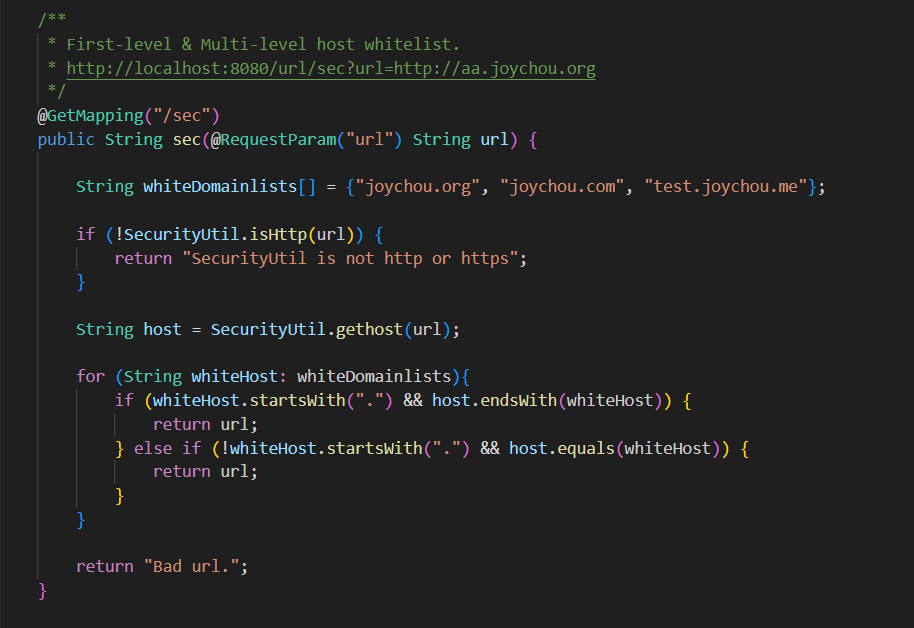 /**
 * First-level & Multi-level host whitelist.
 * http://localhost:8080/url/sec?url=http://aa.joychou.org
 */
@GetMapping("/sec")
public String sec(@RequestParam("url") String url) {
    String whiteDomainlists[] = {"joychou.org", "joychou.com", "test.joychou.me"};
    if (!SecurityUtil.isHttp(url)) {
        return "SecurityUtil is not http or https";
    }
    String host = SecurityUtil.gethost(url);
    for (String whiteHost: whiteDomainlists){
        if (whiteHost.startsWith(".") && host.endsWith(whiteHost)) {
            return url;
        } else if (!whiteHost.startsWith(".") && host.equals(whiteHost)) {
            return url;
        }
    }
    return "Bad url.";
}